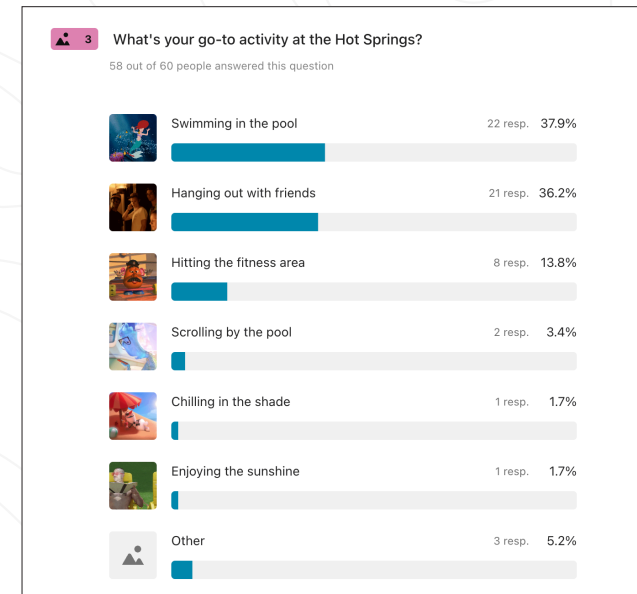 3 What's your go-to activity at the Hot Springs?
58 out of 60 people answered this question
Swimming in the pool 22 resp. 37.9%
Hanging out with friends 21 resp. 36.2%
Hitting the fitness area 8 resp. 13.8%
Scrolling by the pool 2 resp. 3.4%
Chilling in the shade 1 resp. 1.7%
Enjoying the sunshine 1 resp. 1.7%
Other 3 resp. 5.2%